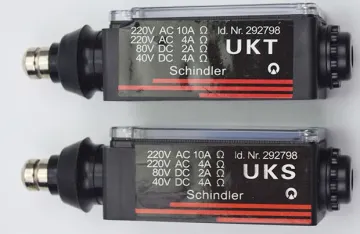 220V AC 10A Ω Id. Nr. 292798
220V AC 4A Ω
80V DC 2A Ω UKT
40V DC 4A Ω
Schindler
220V AC 10A Ω Id. Nr. 292798
220V AC 4A Ω
80V DC 2A Ω UKS
40V DC 4A Ω
Schindler